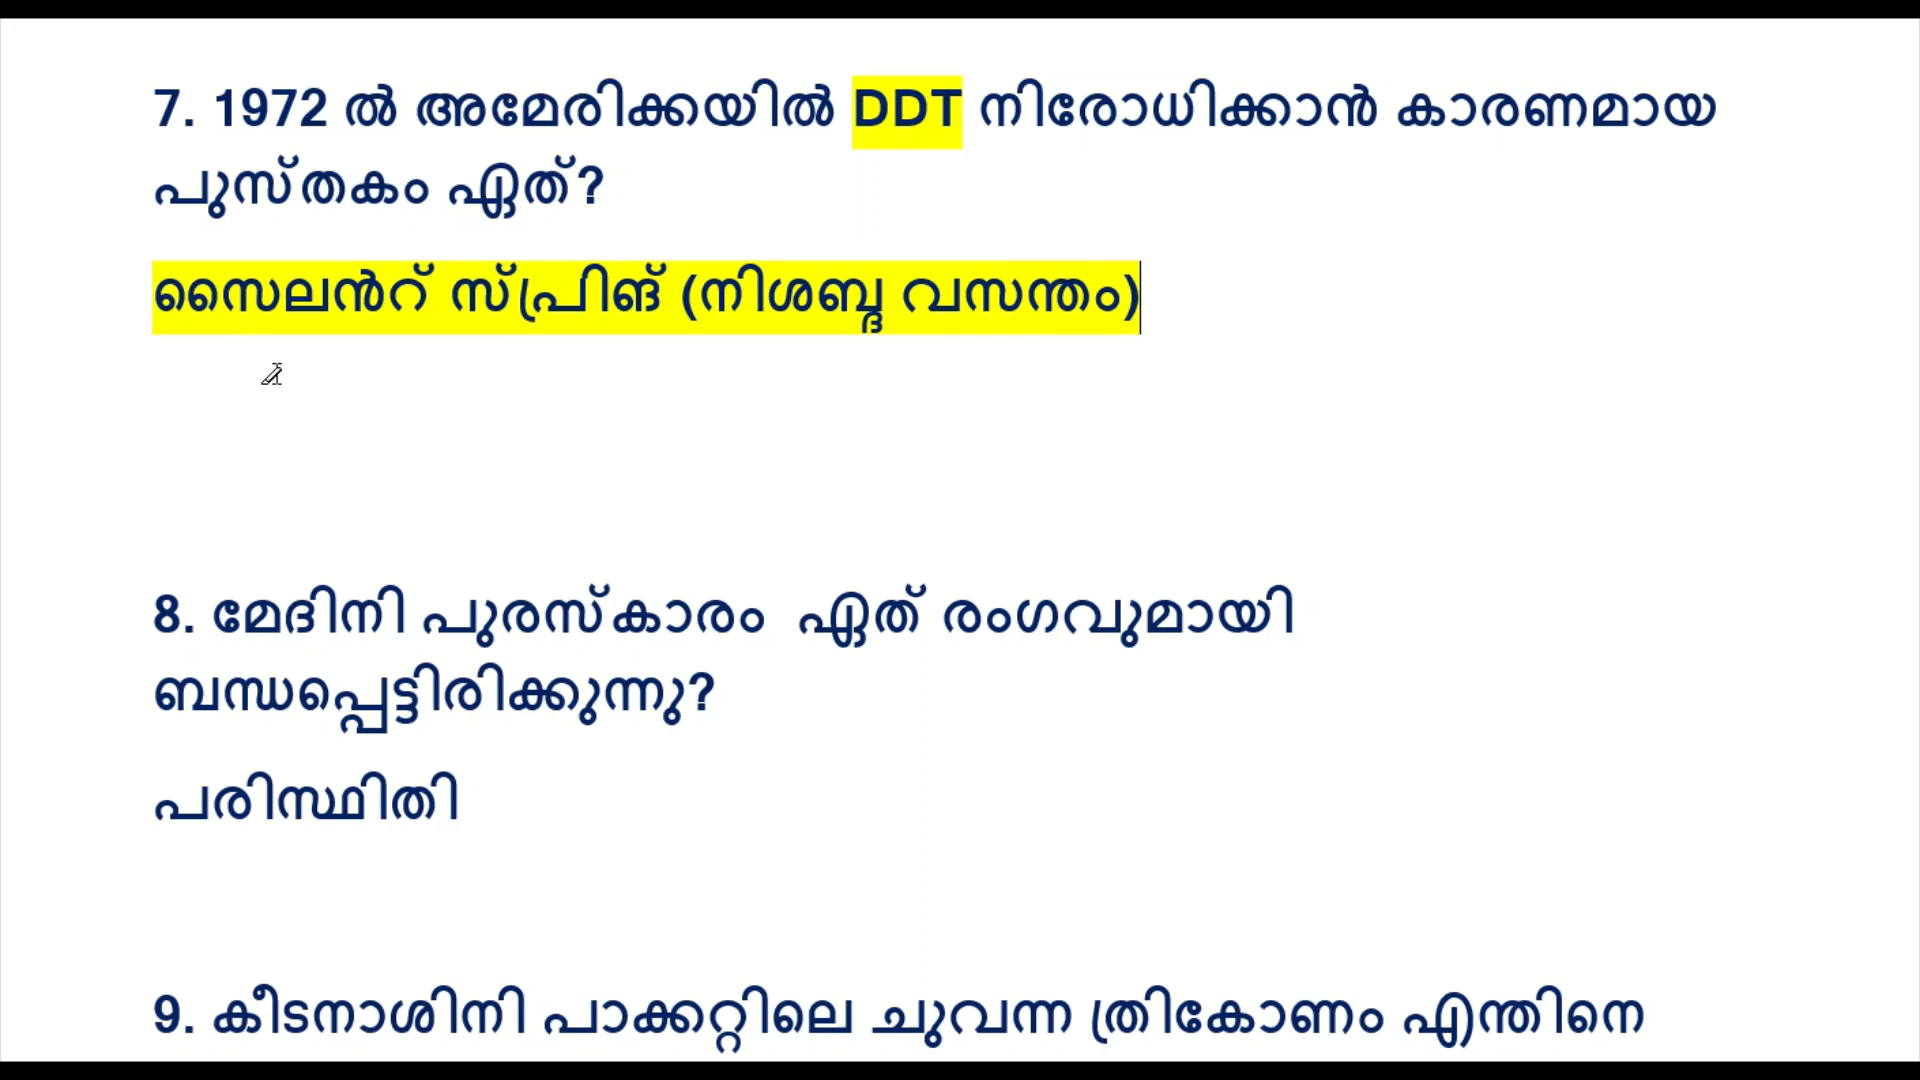 7. 1972 ൽ അമേരിക്കയിൽ DDT നിരോധിക്കാൻ കാരണമായ
പുസ്തകം ഏത്?
സൈലൻറ് സ്പ്രിങ് (നിശബ്ദ വസന്തം)
8. മേദിനി പുരസ്കാരം ഏത് രംഗവുമായി
ബന്ധപ്പെട്ടിരിക്കുന്നു?
പരിസ്ഥിതി
9. കീടനാശിനി പാക്കറ്റിലെ ചുവന്ന ത്രികോണം എന്തിനെ